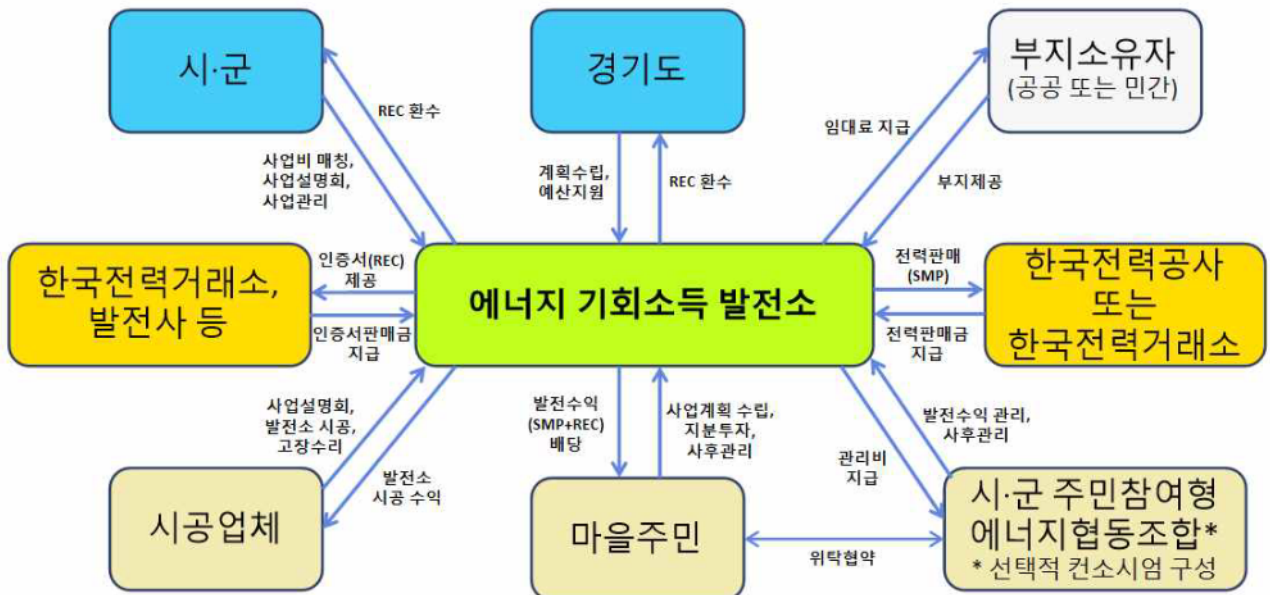 시·군
경기도
부지소유자
(공공 또는 민간)
REC 환수
사업비 매칭,
사업설명회,
사업관리
계획수립,
예산지원
REC 환수
임대료 지급
부지제공
한국전력거래소,
발전사 등
인증서(REC)
제공
인증서판매금
지급
에너지 기회소득 발전소
전력판매
(SMP)
전력판매금
지급
한국전력공사
또는
한국전력거래소
사업설명회,
발전소 시공,
고장수리
발전소
시공 수익
발전수익
(SMP+REC)
배당
사업계획 수립,
지분투자,
사후관리
관리비
지급
발전수익 관리,
사후관리
시공업체
마을주민
위탁협약
시·군 주민참여형
에너지협동조합*
* 선택적 컨소시엄 구성